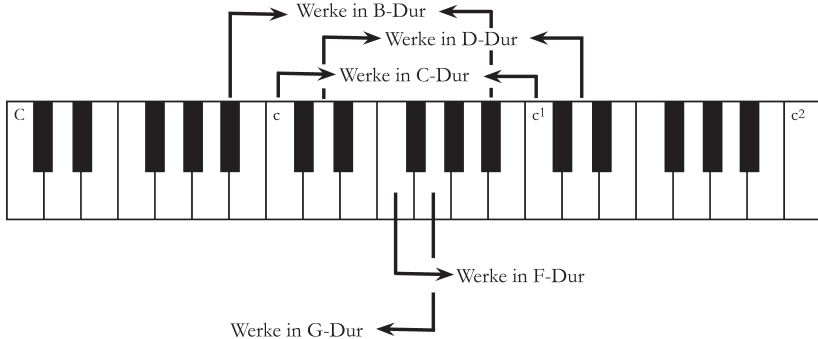 Werke in B-Dur
Werke in D-Dur
Werke in C-Dur
C c c1 c2
Werke in F-Dur
Werke in G-Dur